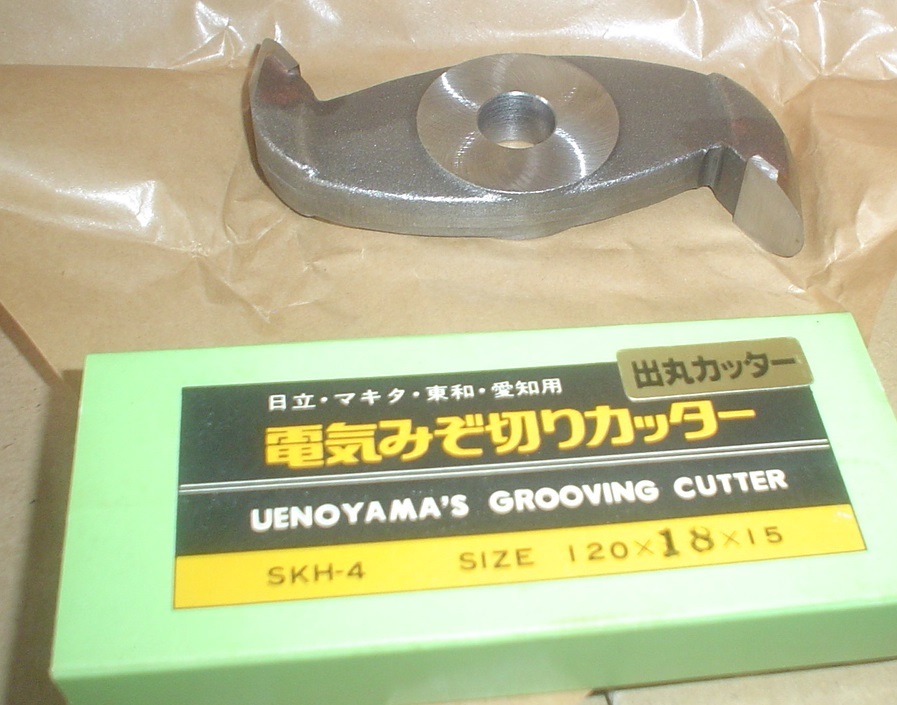 出丸カッター
日立・マキタ・東和・愛知用
電気みぞ切りカッター
UENOYAMA'S GROOVING CUTTER
SKH-4 SIZE 120×18×15